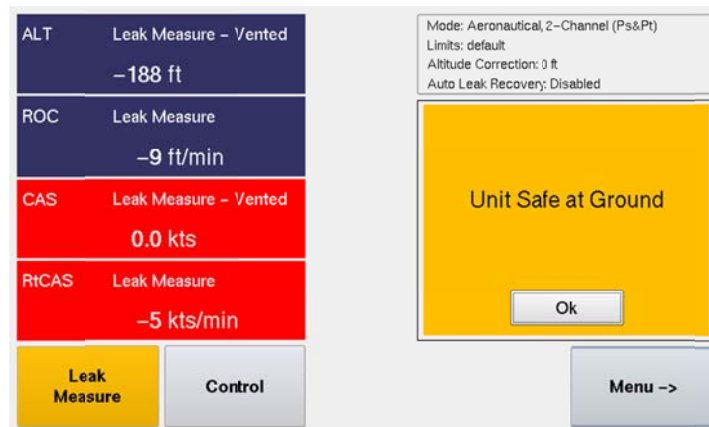 ALT Leak Measure – Vented
–188 ft
ROC Leak Measure
–9 ft/min
CAS Leak Measure – Vented
0.0 kts
RtCAS Leak Measure
–5 kts/min
Leak
Measure
Control
Mode: Aeronautical, 2–Channel (Ps&Pt)
Limits: default
Altitude Correction: 0 ft
Auto Leak Recovery: Disabled
Unit Safe at Ground
Ok
Menu –>